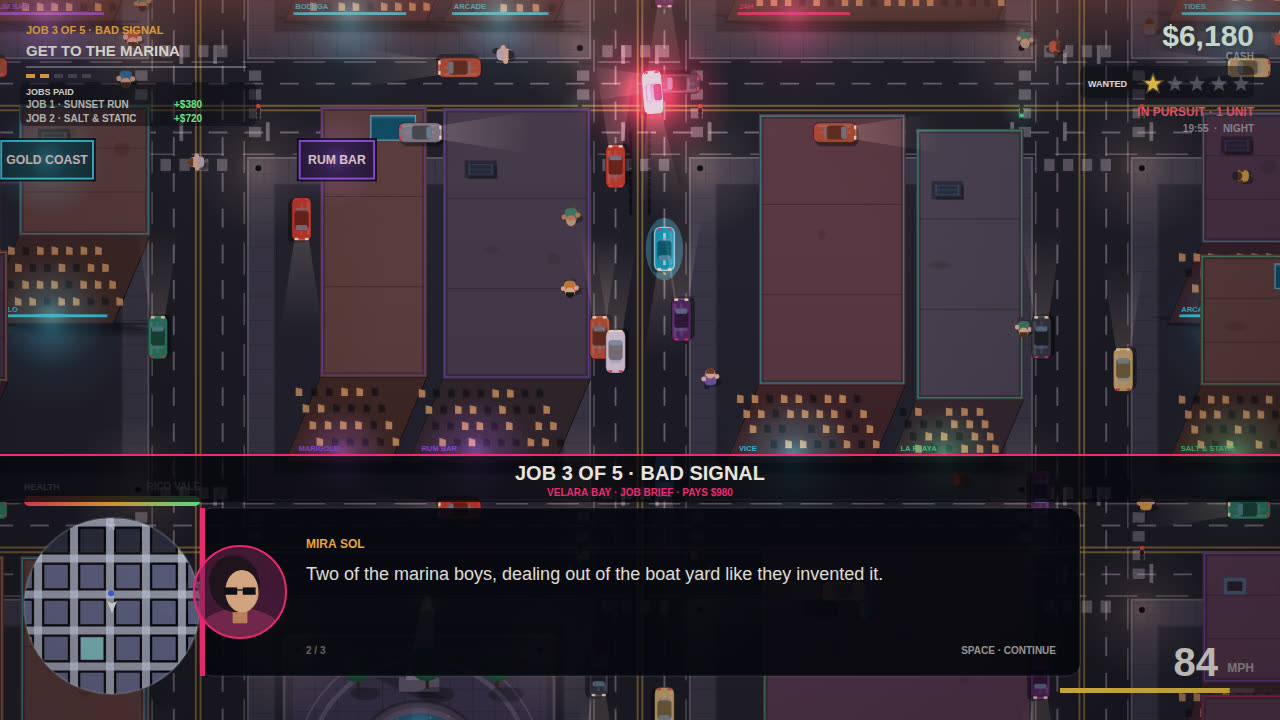 RUM BAR
BODEGA
ARCADE
24H
TIDES
JOB 3 OF 5 · BAD SIGNAL
GET TO THE MARINA
$6,180
CASH
WANTED
JOBS PAID
JOB 1 · SUNSET RUN +$380
JOB 2 · SALT & STATIC +$720
IN PURSUIT · 1 UNIT
19:55 · NIGHT
GOLD COAST
RUM BAR
MARIGOLD
RUM BAR
VICE
LA PLAYA
SALT & STATIC
JOB 3 OF 5 · BAD SIGNAL
VELARA BAY · JOB BRIEF · PAYS $980
HEALTH
RICO VALE
MIRA SOL
Two of the marina boys, dealing out of the boat yard like they invented it.
2 / 3
SPACE · CONTINUE
84 MPH